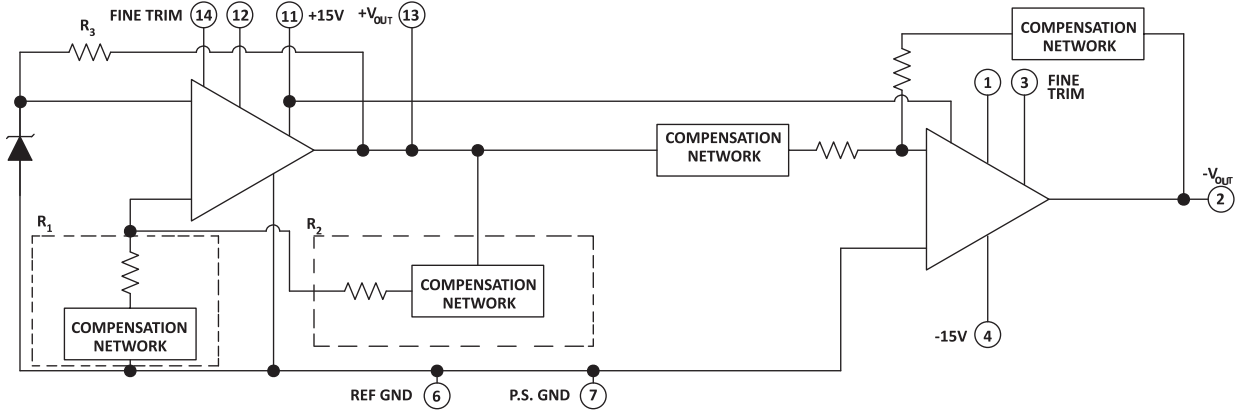 FINE TRIM 14 12 11 +15V +VOUT 13
R3
COMPENSATION
NETWORK
1 3 FINE
TRIM
COMPENSATION
NETWORK
-VOUT
2
R1
R2
COMPENSATION
NETWORK
COMPENSATION
NETWORK
-15V 4
REF GND 6 P.S. GND 7